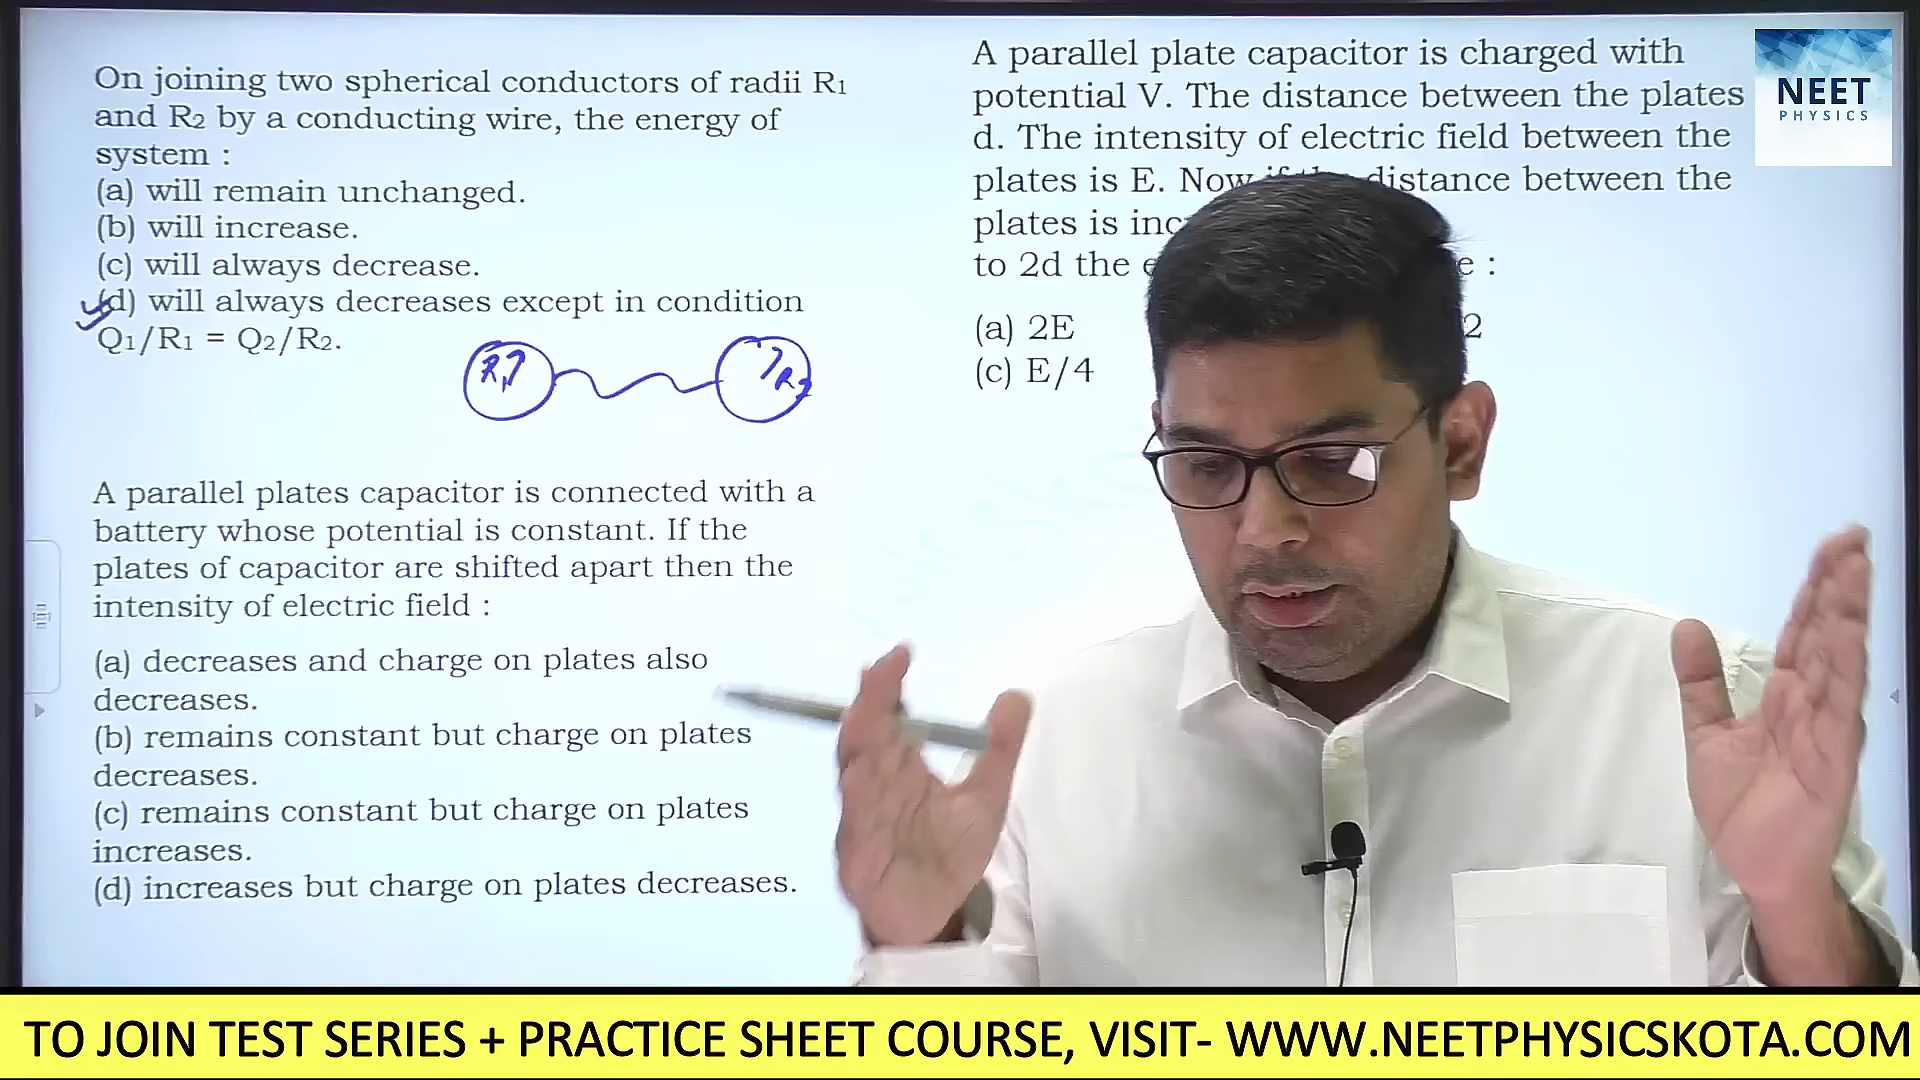 On joining two spherical conductors of radii R1
and R2 by a conducting wire, the energy of
system :
(a) will remain unchanged.
(b) will increase.
(c) will always decrease.
(d) will always decreases except in condition
Q1/R1 = Q2/R2.
R1
R2
A parallel plates capacitor is connected with a
battery whose potential is constant. If the
plates of capacitor are shifted apart then the
intensity of electric field :
(a) decreases and charge on plates also
decreases.
(b) remains constant but charge on plates
decreases.
(c) remains constant but charge on plates
increases.
(d) increases but charge on plates decreases.
A parallel plate capacitor is charged with
potential V. The distance between the plates
d. The intensity of electric field between the
plates is E. Now distance between the
plates is
to 2d the :
(a) 2E
2
(c) E/4
NEET
PHYSICS
TO JOIN TEST SERIES + PRACTICE SHEET COURSE, VISIT- WWW.NEETPHYSICSKOTA.COM